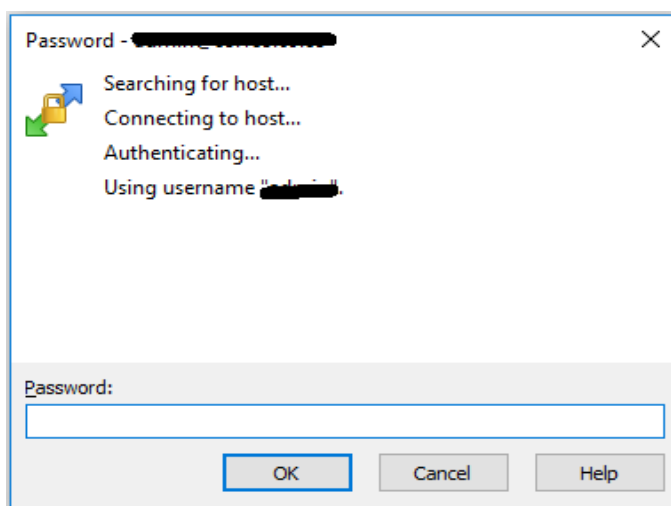 Password -
Searching for host...
Connecting to host...
Authenticating...
Using username " ".
Password:
OK
Cancel
Help